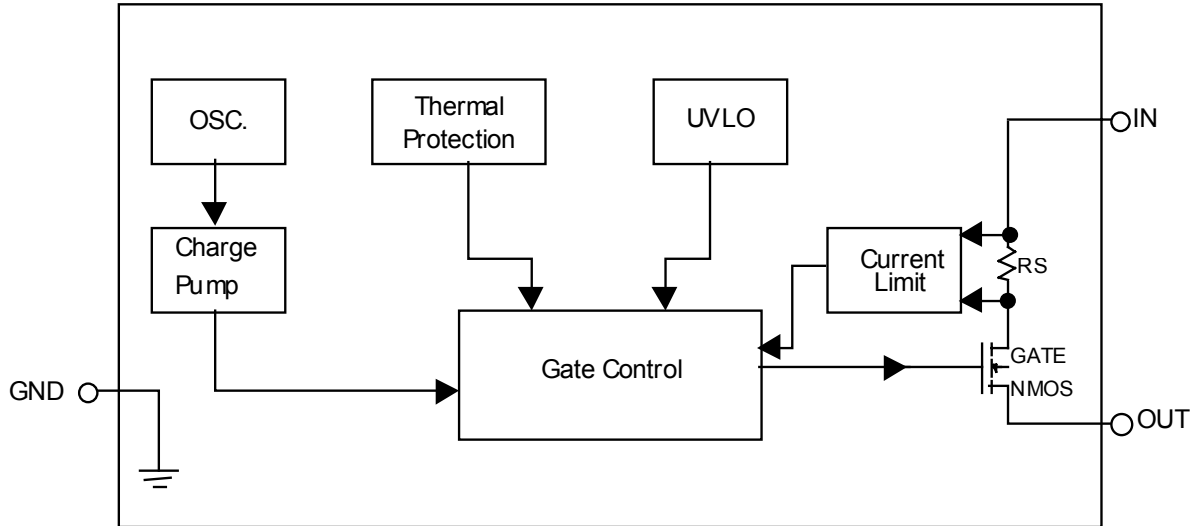 OSC.
Thermal
Protection
UVLO
IN
Charge
Pump
Current
Limit
RS
Gate Control
GATE
NMOS
GND
OUT